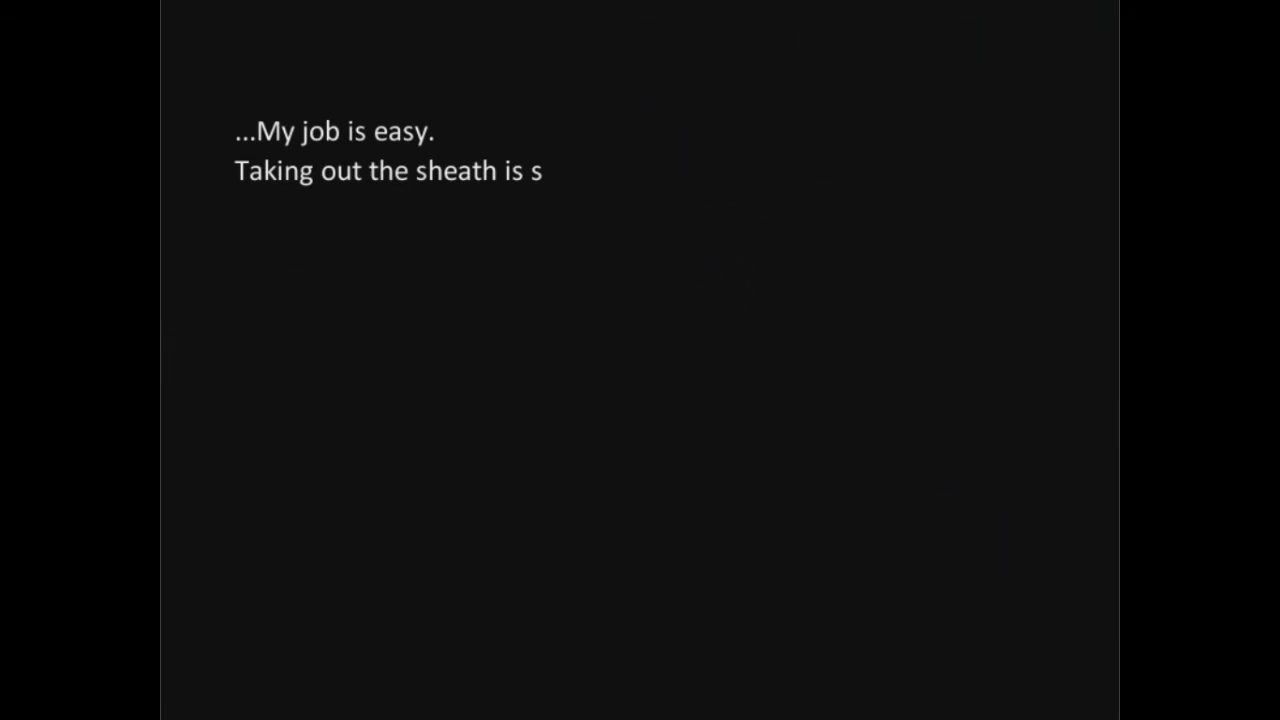 ...My job is easy.
Taking out the sheath is s